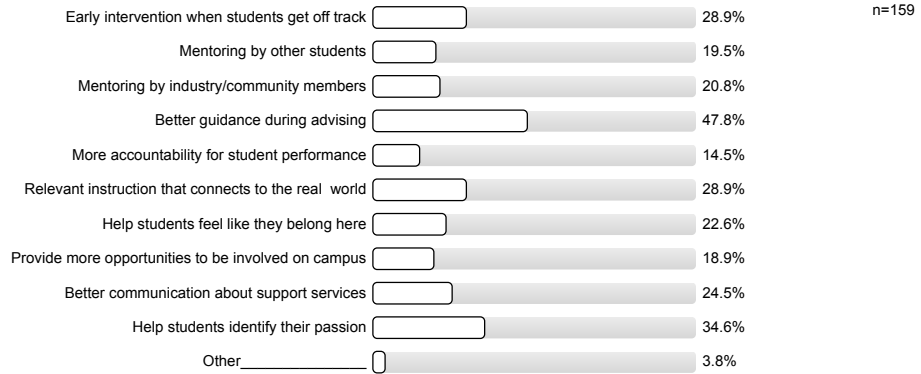 Early intervention when students get off track 28.9% n=159
Mentoring by other students 19.5%
Mentoring by industry/community members 20.8%
Better guidance during advising 47.8%
More accountability for student performance 14.5%
Relevant instruction that connects to the real  world 28.9%
Help students feel like they belong here 22.6%
Provide more opportunities to be involved on campus 18.9%
Better communication about support services 24.5%
Help students identify their passion 34.6%
Other_______________ 3.8%